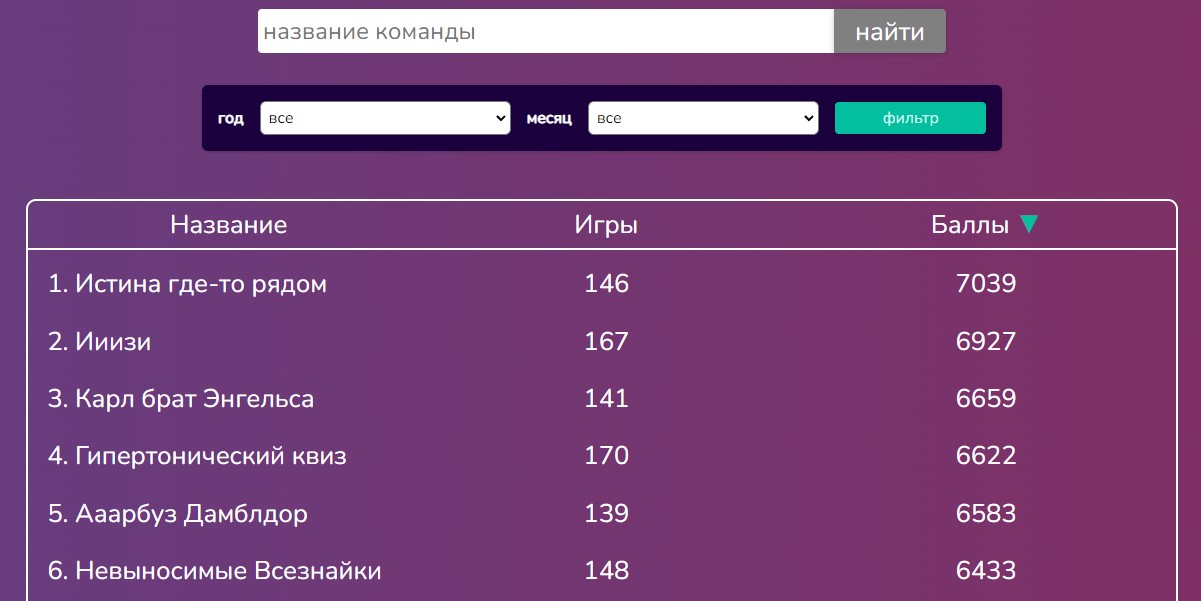 название команды найти
год все месяц все фильтр
Название Игры Баллы ▼
1. Истина где-то рядом 146 7039
2. Ииизи 167 6927
3. Карл брат Энгельса 141 6659
4. Гипертонический квиз 170 6622
5. Ааарбуз Дамблдор 139 6583
6. Невыносимые Всезнайки 148 6433